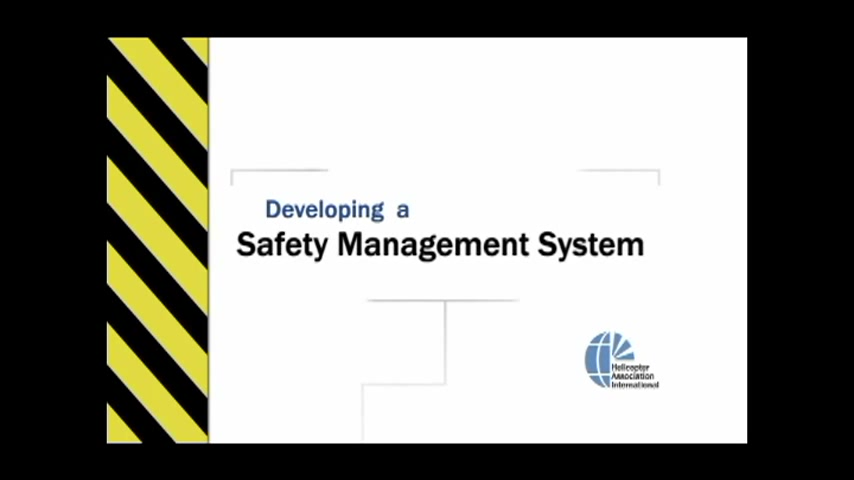 Developing a
Safety Management System
Helicopter
Association
International